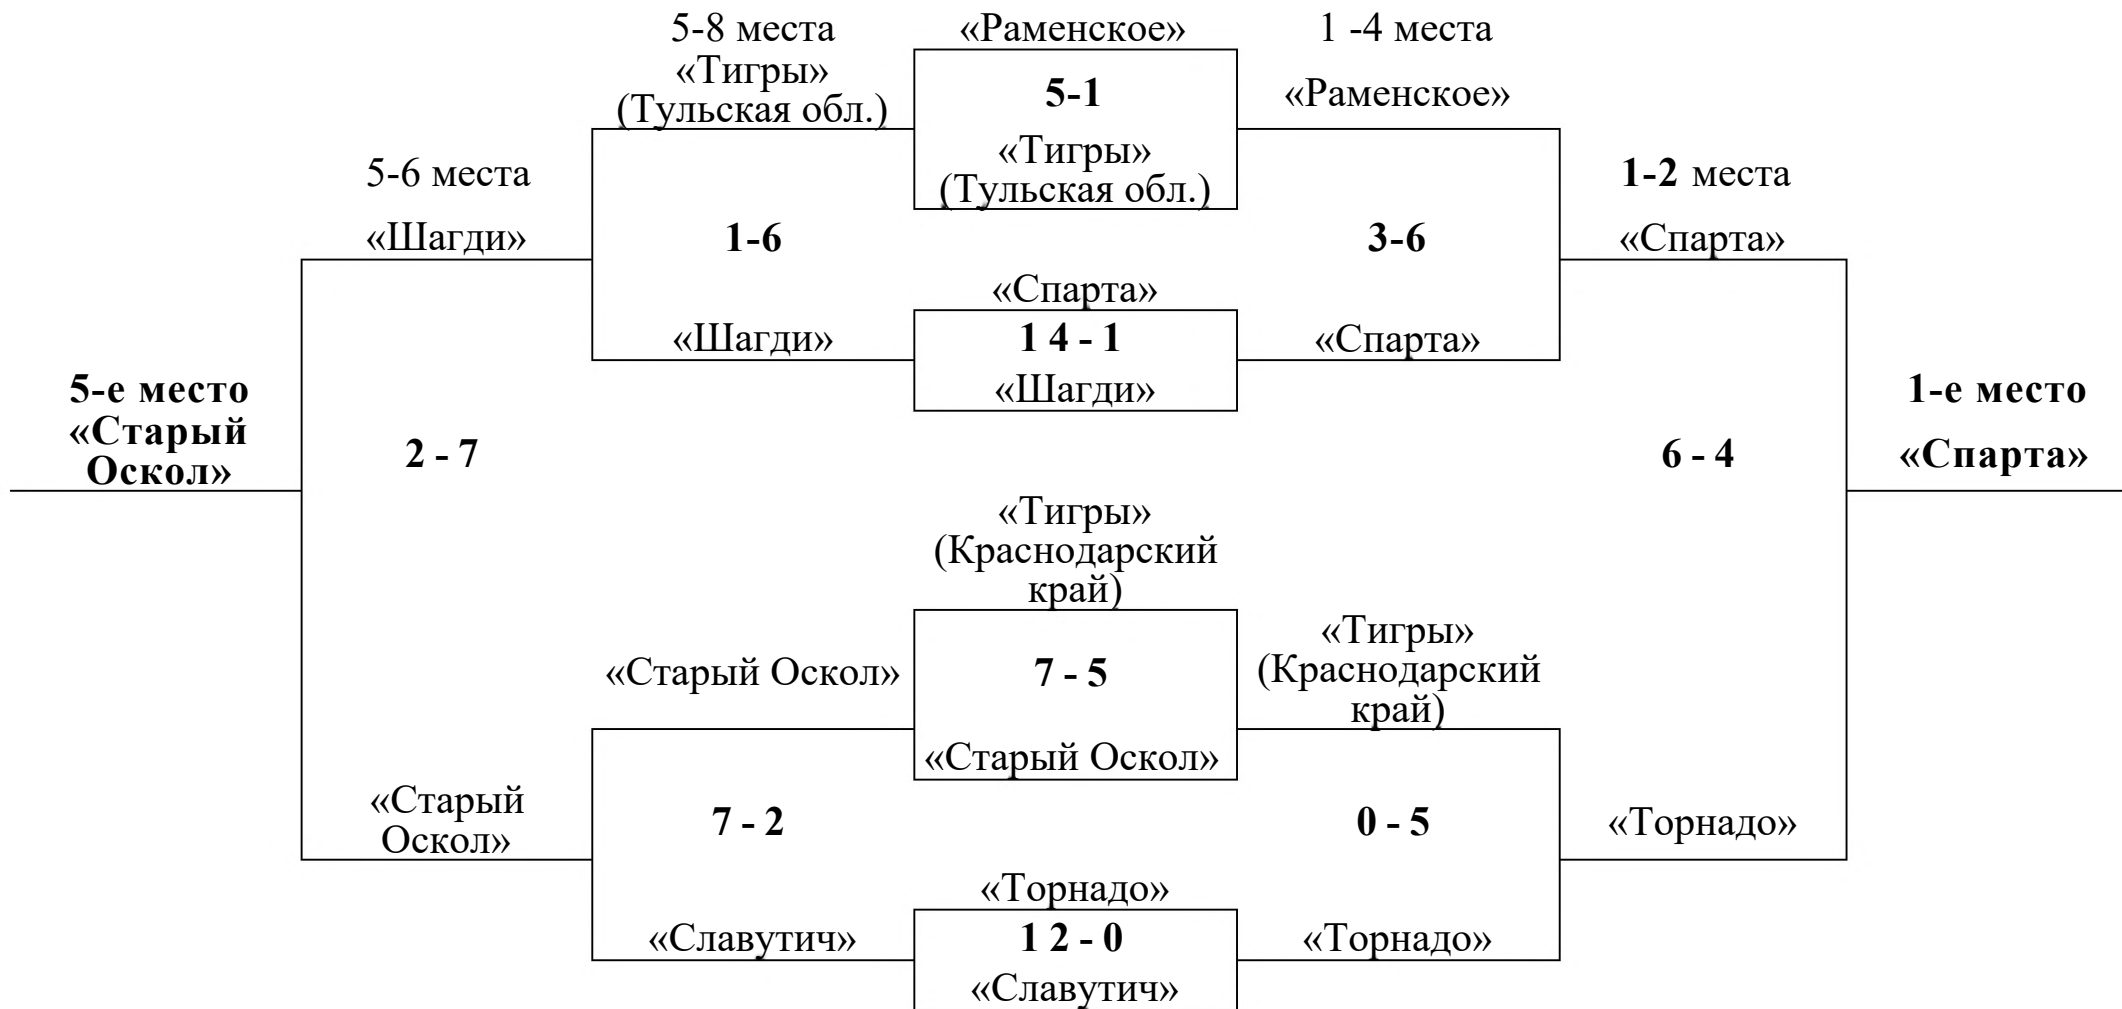 5-8 места
«Раменское»
1 -4 места
«Тигры»
(Тульская обл.)
5-1
«Раменское»
«Тигры»
(Тульская обл.)
5-6 места
1-2 места
«Шагди»
1-6
3-6
«Спарта»
«Спарта»
«Шагди»
1 4 - 1
«Спарта»
«Шагди»
5-е место
«Старый
Оскол»
2 - 7
6 - 4
1-е место
«Спарта»
«Тигры»
(Краснодарский
край)
«Старый Оскол»
7 - 5
«Тигры»
(Краснодарский
край)
«Старый Оскол»
«Старый
Оскол»
7 - 2
0 - 5
«Торнадо»
«Торнадо»
«Славутич»
1 2 - 0
«Торнадо»
«Славутич»